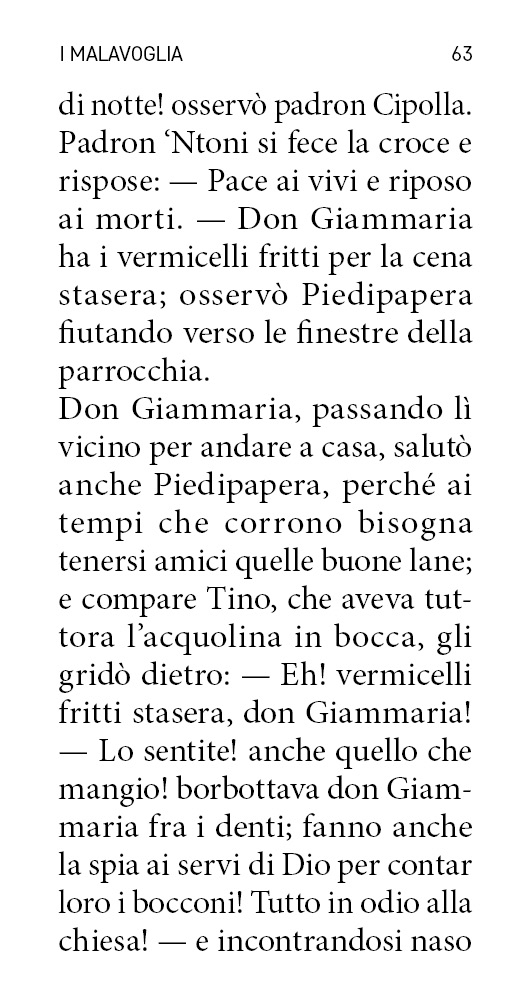 I MALAVOGLIA 63
di notte! osservò padron Cipolla.
Padron ‘Ntoni si fece la croce e
rispose: — Pace ai vivi e riposo
ai morti. — Don Giammaria
ha i vermicelli fritti per la cena
stasera; osservò Piedipapera
fiutando verso le finestre della
parrocchia.
Don Giammaria, passando lì
vicino per andare a casa, salutò
anche Piedipapera, perché ai
tempi che corrono bisogna
tenersi amici quelle buone lane;
e compare Tino, che aveva tut-
tora l’acquolina in bocca, gli
gridò dietro: — Eh! vermicelli
fritti stasera, don Giammaria!
— Lo sentite! anche quello che
mangio! borbottava don Giam-
maria fra i denti; fanno anche
la spia ai servi di Dio per contar
loro i bocconi! Tutto in odio alla
chiesa! — e incontrandosi naso